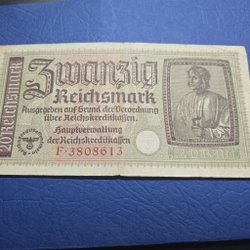 20 REICHSMARK
Zwanzig
Reichsmark
Ausgegeben auf Grund der Verordnung
über Reichskreditkassen
Hauptverwaltung
der Reichskreditkassen
F·3808613